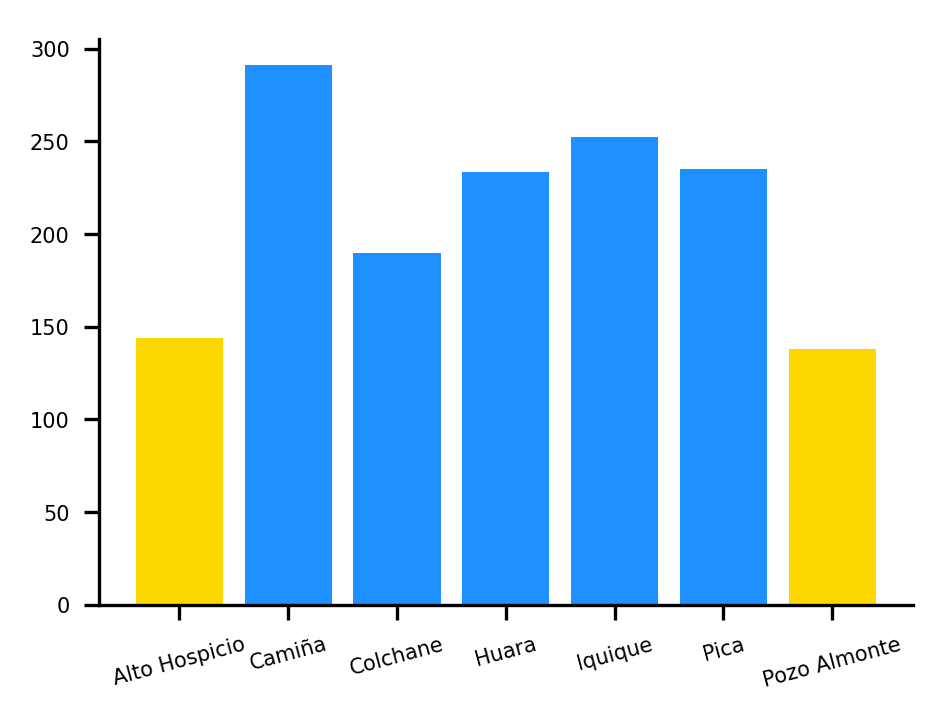 300
250
200
150
100
50
0
Alto Hospicio
Camiña
Colchane
Huara
Iquique
Pica
Pozo Almonte